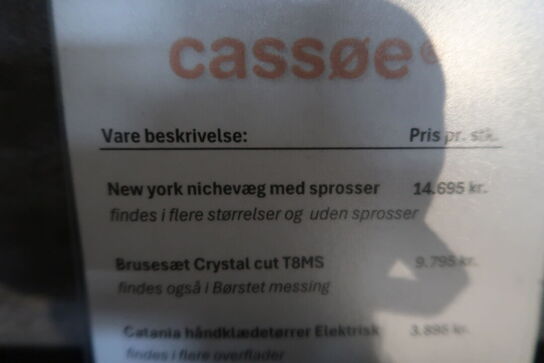 cassøe
Vare beskrivelse: Pris pr. stk.
New york nichevæg med sprosser 14.695 kr.
findes i flere størrelser og uden sprosser
Brusesæt Crystal cut T8MS 9.795 kr.
findes også i Børstet messing
Catania håndklædetørrer Elektrisk 3.895 kr.
findes i flere overflader